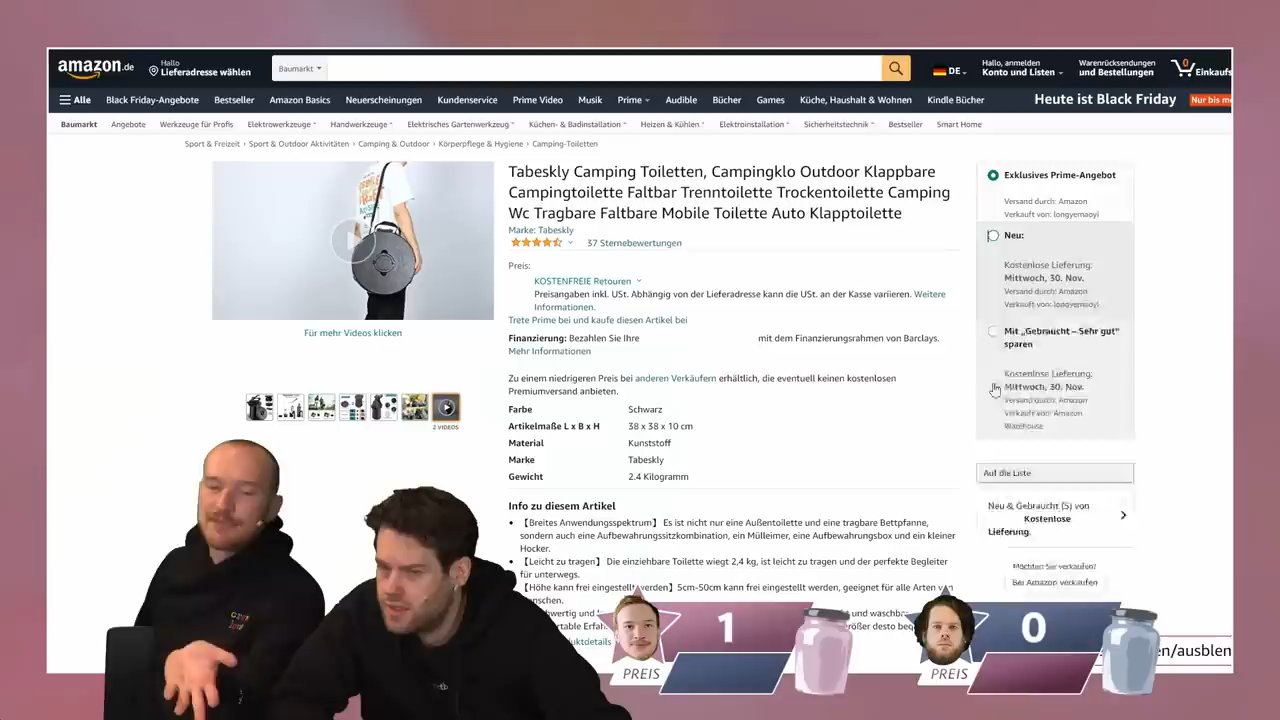 amazon.de
Hallo
Lieferadresse wählen
Baumarkt
DE
Hallo, anmelden
Konto und Listen
Warenrücksendungen
und Bestellungen
0
Einkaufs
Alle
Black Friday-Angebote
Bestseller
Amazon Basics
Neuerscheinungen
Kundenservice
Prime Video
Musik
Prime
Audible
Bücher
Games
Küche, Haushalt & Wohnen
Kindle Bücher
Heute ist Black Friday
Nur bis
Baumarkt
Angebote
Werkzeuge für Profis
Elektrowerkzeuge
Handwerkzeuge
Elektrisches Gartenwerkzeug
Küchen- & Badinstallation
Heizen & Kühlen
Elektroinstallation
Sicherheitstechnik
Bestseller
Smart Home
Sport & Freizeit › Sport & Outdoor Aktivitäten › Camping & Outdoor › Körperpflege & Hygiene › Camping-Toiletten
Tabeskly Camping Toiletten, Campingklo Outdoor Klappbare
Campingtoilette Faltbar Trenntoilette Trockentoilette Camping
Wc Tragbare Faltbare Mobile Toilette Auto Klapptoilette
Marke: Tabeskly
37 Sternebewertungen
Preis:
KOSTENFREIE Retouren
Preisangaben inkl. USt. Abhängig von der Lieferadresse kann die USt. an der Kasse variieren. Weitere
Informationen.
Trete Prime bei und kaufe diesen Artikel bei
Finanzierung: Bezahlen Sie Ihre mit dem Finanzierungsrahmen von Barclays.
Mehr Informationen
Zu einem niedrigeren Preis bei anderen Verkäufern erhältlich, die eventuell keinen kostenlosen
Premiumversand anbieten.
Farbe Schwarz
Artikelmaße L x B x H 38 x 38 x 10 cm
Material Kunststoff
Marke Tabeskly
Gewicht 2.4 Kilogramm
Info zu diesem Artikel
• 【Breites Anwendungsspektrum】 Es ist nicht nur eine Außentoilette und eine tragbare Bettpfanne,
sondern auch eine Aufbewahrungssitzkombination, ein Mülleimer, eine Aufbewahrungsbox und ein kleiner
Hocker.
• 【Leicht zu tragen】 Die einziehbare Toilette wiegt 2,4 kg, ist leicht zu tragen und der perfekte Begleiter
für unterwegs.
【Höhe kann frei eingestellt werden】 5cm-50cm kann frei eingestellt werden, geeignet für alle Arten von
Für mehr Videos klicken
2 VIDEOS
Exklusives Prime-Angebot
Versand durch: Amazon
Verkauft von: longyemaoyi
Neu:
Kostenlose Lieferung:
Mittwoch, 30. Nov.
Versand durch: Amazon
Verkauft von: longyemaoyi
Mit „Gebraucht – Sehr gut“
sparen
Kostenlose Lieferung:
Mittwoch, 30. Nov.
Versand durch: Amazon
Verkauft von: Amazon
Warehouse
Auf die Liste
Neu & Gebraucht (5) von
Kostenlose
Lieferung.
Möchten Sie verkaufen?
Bei Amazon verkaufen
1
PREIS
0
PREIS
en/ausblen